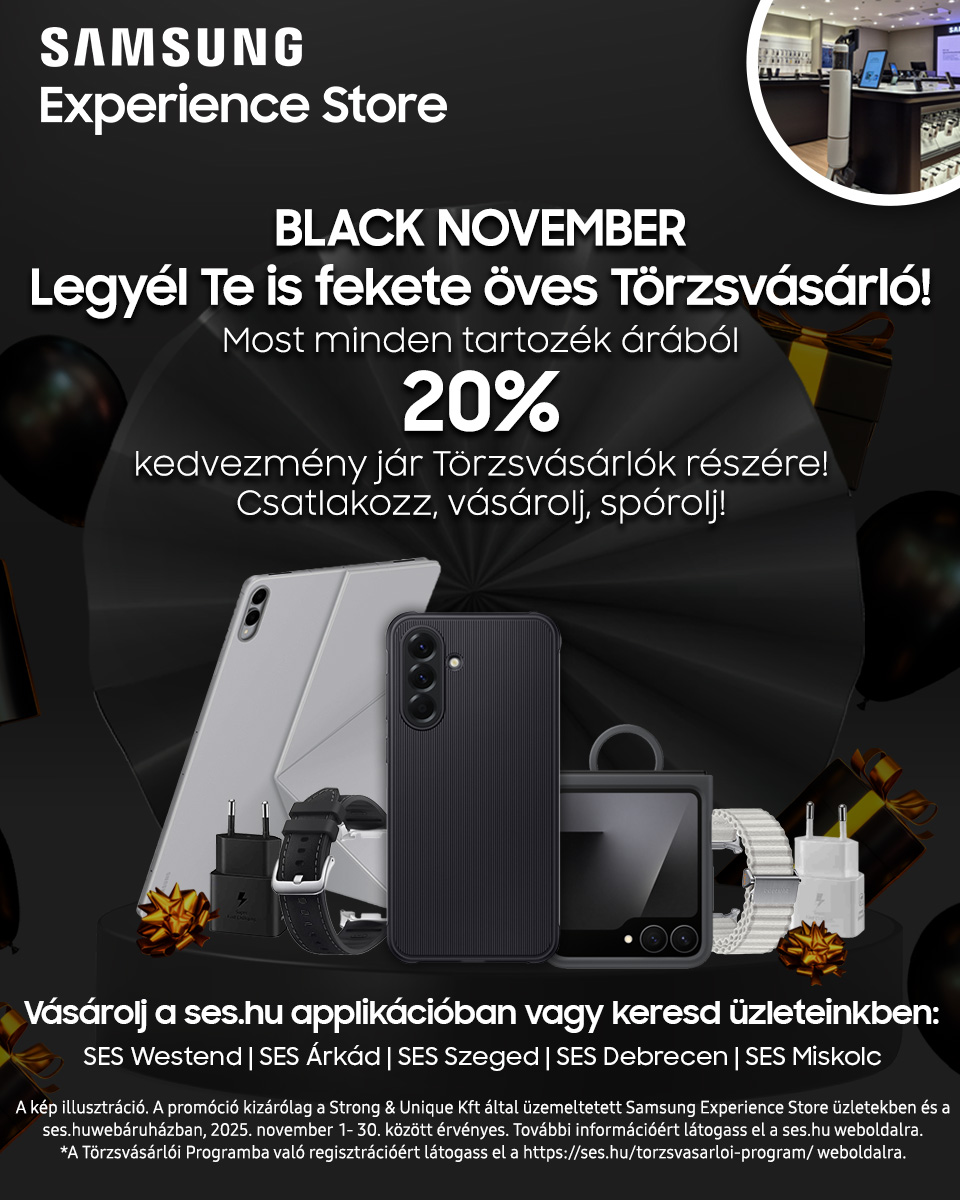 SAMSUNG
Experience Store
BLACK NOVEMBER
Legyél Te is fekete öves Törzsvásárló!
Most minden tartozék árából
20%
kedvezmény jár Törzsvásárlók részére!
Csatlakozz, vásárolj, spórolj!
Vásárolj a ses.hu applikációban vagy keresd üzleteinkben:
SES Westend | SES Árkád | SES Szeged | SES Debrecen | SES Miskolc
A kép illusztráció. A promóció kizárólag a Strong & Unique Kft által üzemeltetett Samsung Experience Store üzletekben és a
ses.huwebáruházban, 2025. november 1- 30. között érvényes. További információért látogass el a ses.hu weboldalra.
*A Törzsvásárlói Programba való regisztrációért látogass el a https://ses.hu/torzsvasarloi-program/ weboldalra.